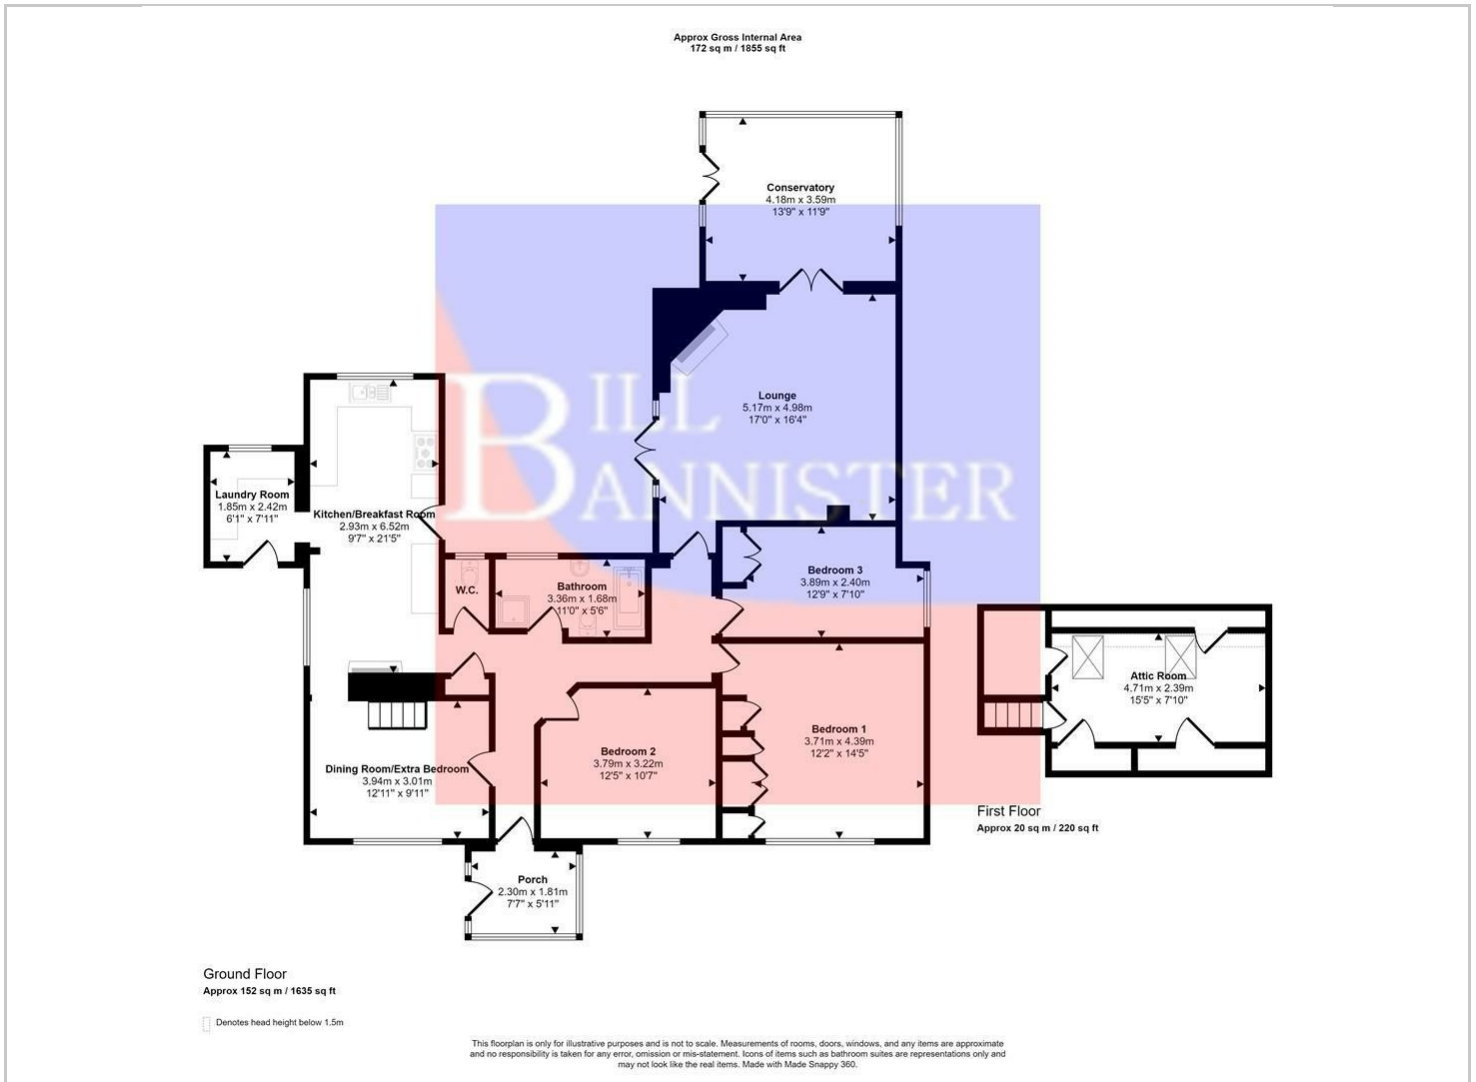 Approx Gross Internal Area
172 sq m / 1855 sq ft
Conservatory
4.18m x 3.59m
13'9" x 11'9"
BILL
BANNISTER
Lounge
5.17m x 4.98m
17'0" x 16'4"
Laundry Room
1.85m x 2.42m
6'1" x 7'11"
Kitchen/Breakfast Room
2.93m x 6.52m
9'7" x 21'5"
W.C.
Bathroom
3.36m x 1.68m
11'0" x 5'6"
Bedroom 3
3.89m x 2.40m
12'9" x 7'10"
Attic Room
4.71m x 2.39m
15'5" x 7'10"
Dining Room/Extra Bedroom
3.94m x 3.01m
12'11" x 9'11"
Bedroom 2
3.79m x 3.22m
12'5" x 10'7"
Bedroom 1
3.71m x 4.39m
12'2" x 14'5"
First Floor
Approx 20 sq m / 220 sq ft
Porch
2.30m x 1.81m
7'7" x 5'11"
Ground Floor
Approx 152 sq m / 1635 sq ft
Denotes head height below 1.5m
This floorplan is only for illustrative purposes and is not to scale. Measurements of rooms, doors, windows, and any items are approximate
and no responsibility is taken for any error, omission or mis-statement. Icons of items such as bathroom suites are representations only and
may not look like the real items. Made with Made Snappy 360.